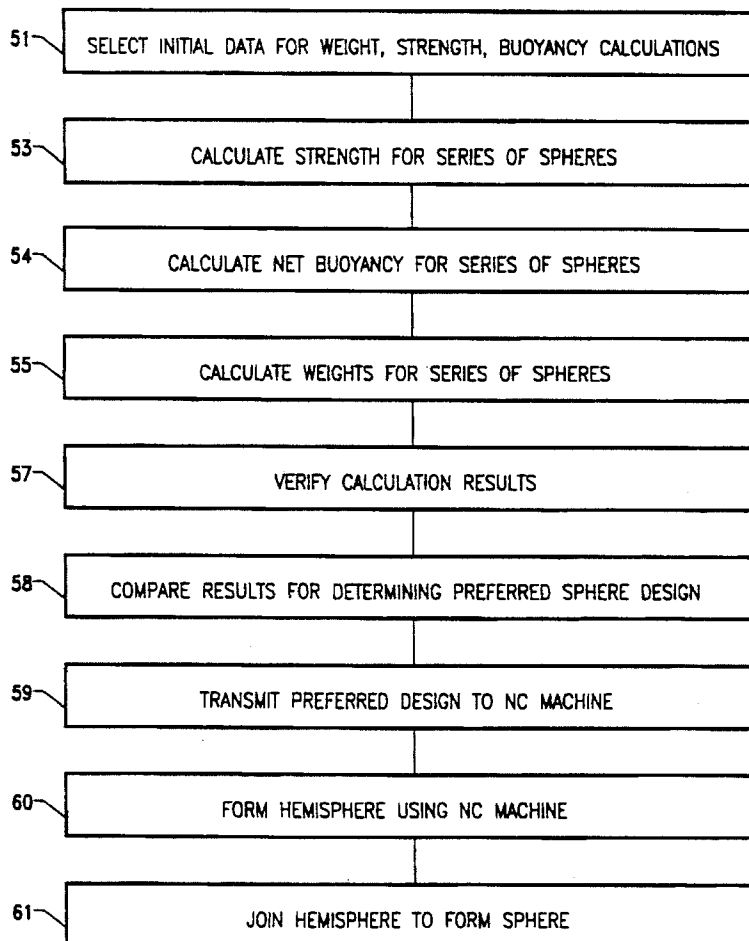 51 SELECT INITIAL DATA FOR WEIGHT, STRENGTH, BUOYANCY CALCULATIONS
53 CALCULATE STRENGTH FOR SERIES OF SPHERES
54 CALCULATE NET BUOYANCY FOR SERIES OF SPHERES
55 CALCULATE WEIGHTS FOR SERIES OF SPHERES
57 VERIFY CALCULATION RESULTS
58 COMPARE RESULTS FOR DETERMINING PREFERRED SPHERE DESIGN
59 TRANSMIT PREFERRED DESIGN TO NC MACHINE
60 FORM HEMISPHERE USING NC MACHINE
61 JOIN HEMISPHERE TO FORM SPHERE